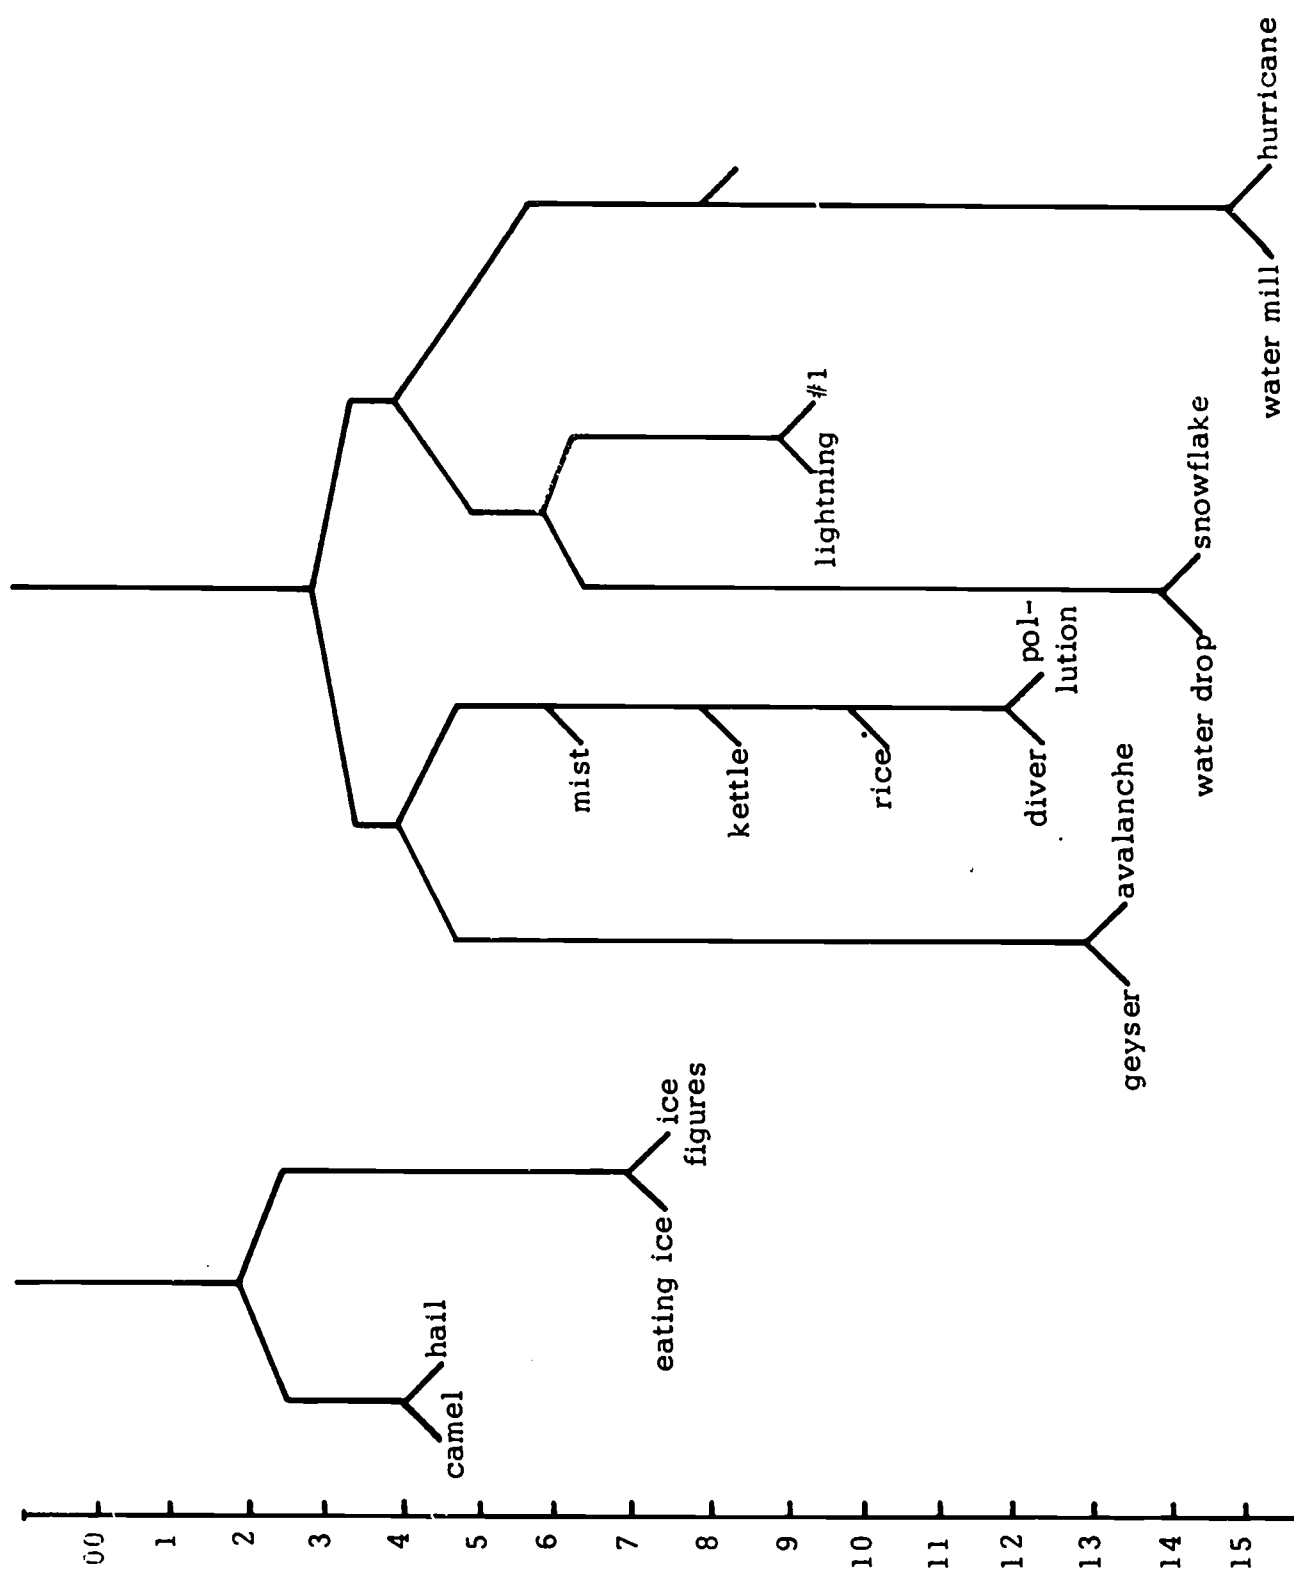 hurricane
water mill
#1
lightning
snowflake
water drop
pol-
lution
mist
kettle
rice
diver
avalanche
geyser
ice
figures
eating ice
hail
camel
00
1
2
3
4
5
6
7
8
9
10
11
12
13
14
15